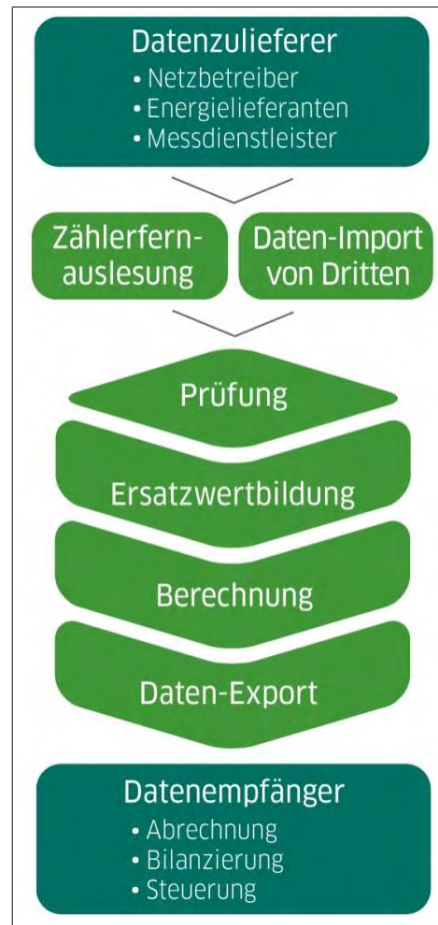 Datenzulieferer
• Netzbetreiber
• Energielieferanten
• Messdienstleister
Zählerfern-
auslesung
Daten-Import
von Dritten
Prüfung
Ersatzwertbildung
Berechnung
Daten-Export
Datenempfänger
• Abrechnung
• Bilanzierung
• Steuerung